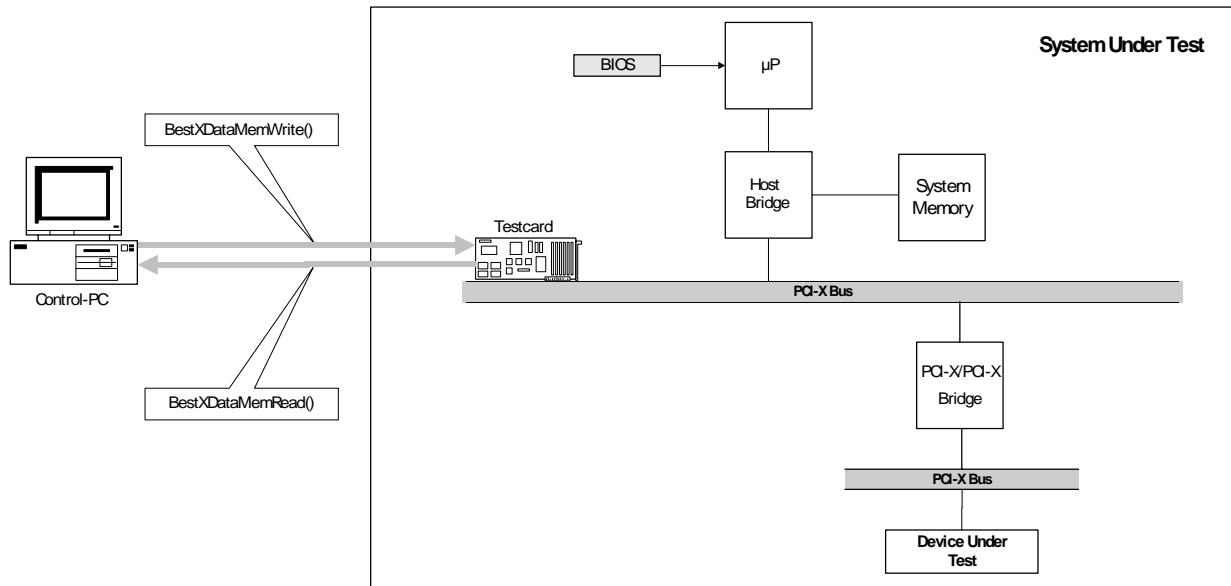 System Under Test
BIOS
µP
BestXDataMemWrite()
Host
Bridge
System
Memory
Testcard
Control-PC
PCI-X Bus
PCI-X/PCI-X
Bridge
BestXDataMemRead()
PCI-X Bus
Device Under
Test